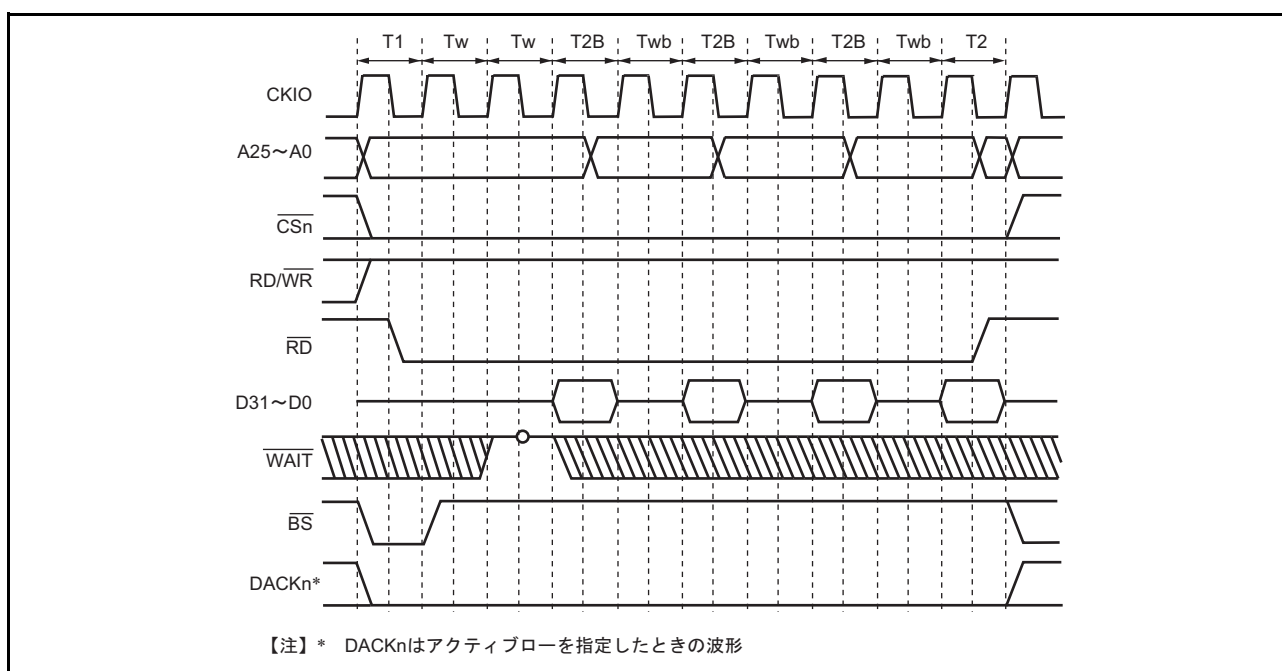 T1 Tw Tw T2B Twb T2B Twb T2B Twb T2
CKIO
A25～A0
CSn
RD/WR
RD
D31～D0
WAIT
BS
DACKn*
【注】* DACKnはアクティブローを指定したときの波形